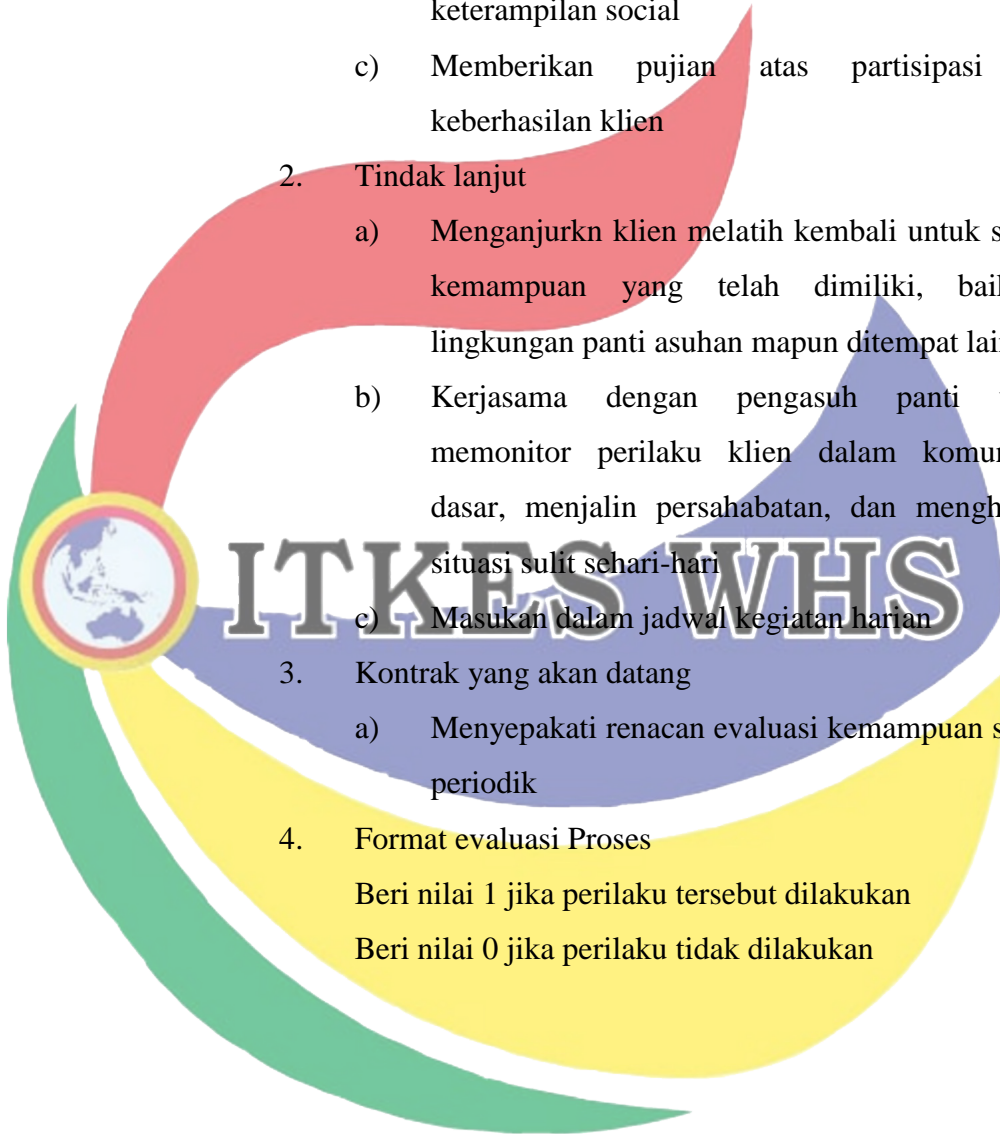 keterampilan social
c) Memberikan pujian atas partisipasi
keberhasilan klien
2. Tindak lanjut
a) Menganjurkn klien melatih kembali untuk s
kemampuan yang telah dimiliki, bai
lingkungan panti asuhan mapun ditempat lai
b) Kerjasama dengan pengasuh panti
memonitor perilaku klien dalam komu
dasar, menjalin persahabatan, dan mengh
situasi sulit sehari-hari
ITKES WHS
c) Masukan dalam jadwal kegiatan harian
3. Kontrak yang akan datang
a) Menyepakati renacan evaluasi kemampuan s
periodik
4. Format evaluasi Proses
Beri nilai 1 jika perilaku tersebut dilakukan
Beri nilai 0 jika perilaku tidak dilakukan